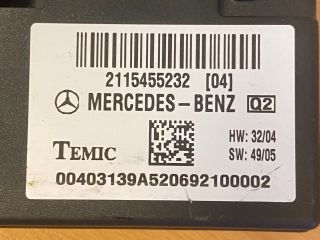 2115455232 [04]
MERCEDES-BENZ Q2
HW: 32/04
TEMIC SW: 49/05
00403139A520692100002